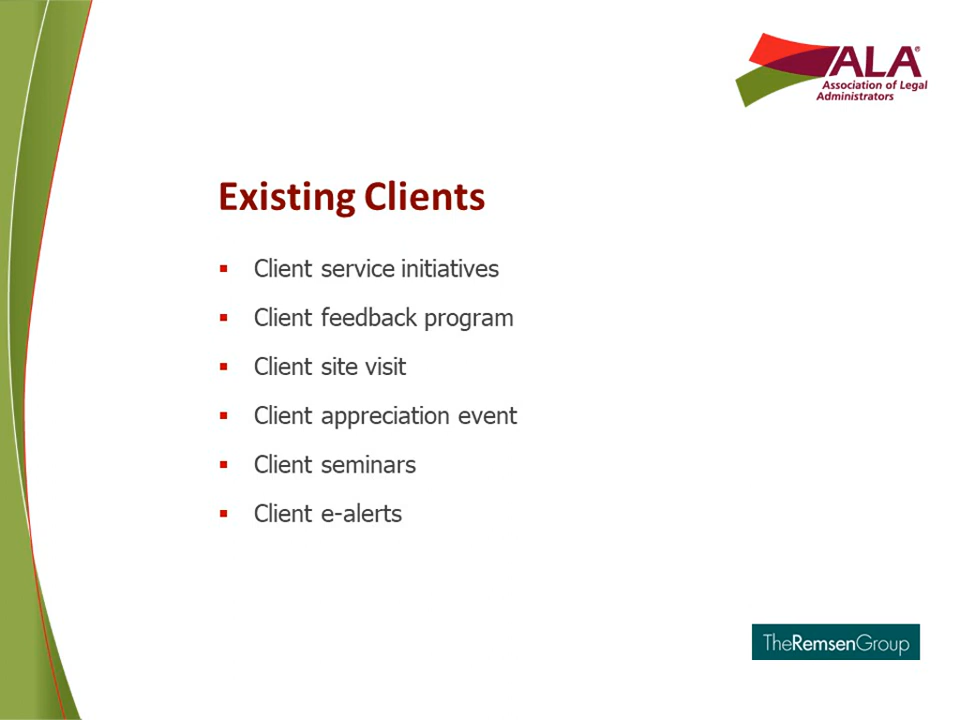 ALA®
Association of Legal
Administrators
Existing Clients
▪ Client service initiatives
▪ Client feedback program
▪ Client site visit
▪ Client appreciation event
▪ Client seminars
▪ Client e-alerts
TheRemsenGroup